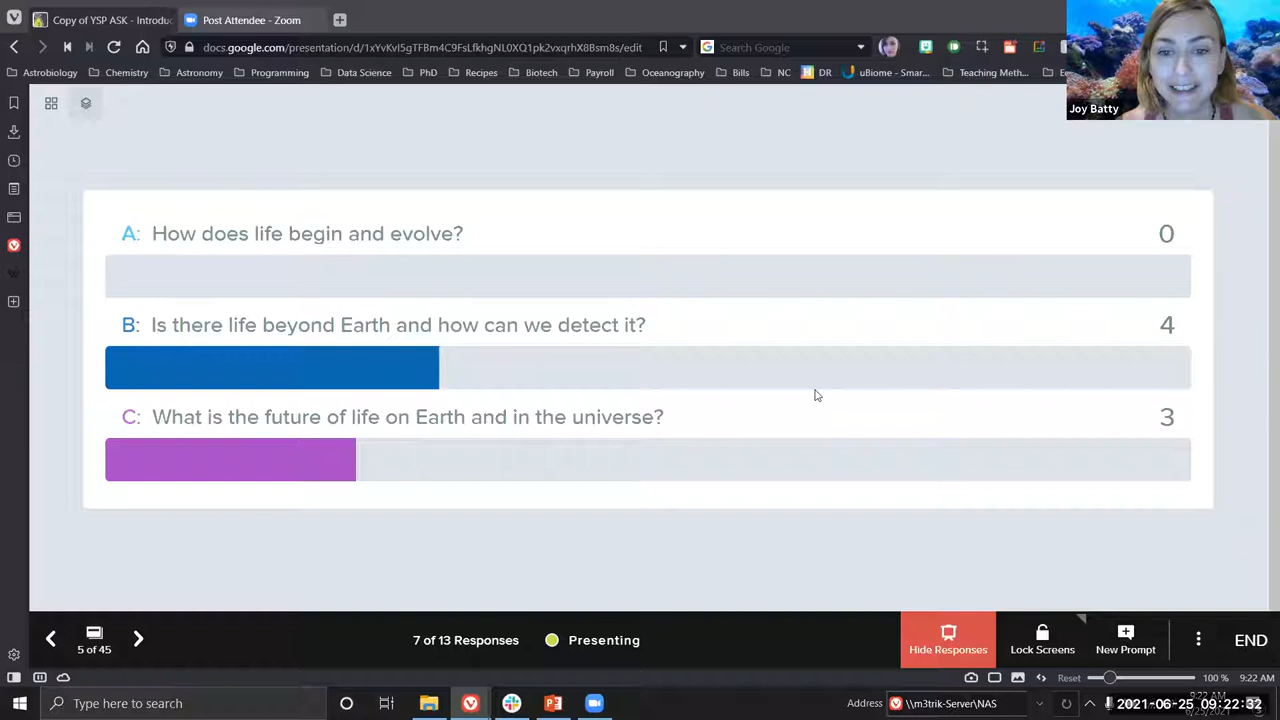 Copy of YSP ASK - Introduc
Post Attendee - Zoom
docs.google.com/presentation/d/1xYvKvI5gTFBm4C9FsLfkhgNL0XQ1pk2vxqrhX8Bsm8s/edit
Search Google
Astrobiology
Chemistry
Astronomy
Programming
Data Science
PhD
Recipes
Biotech
Payroll
Oceanography
Bills
NC
DR
uBiome - Smar...
Teaching Meth...
Joy Batty
A: How does life begin and evolve? 0
B: Is there life beyond Earth and how can we detect it? 4
C: What is the future of life on Earth and in the universe? 3
5 of 45
7 of 13 Responses
Presenting
Hide Responses
Lock Screens
New Prompt
END
Reset
100 %
9:22 AM
Type here to search
Address
\\m3trik-Server\NAS
9:22 AM
2021-06-25 09:22:32